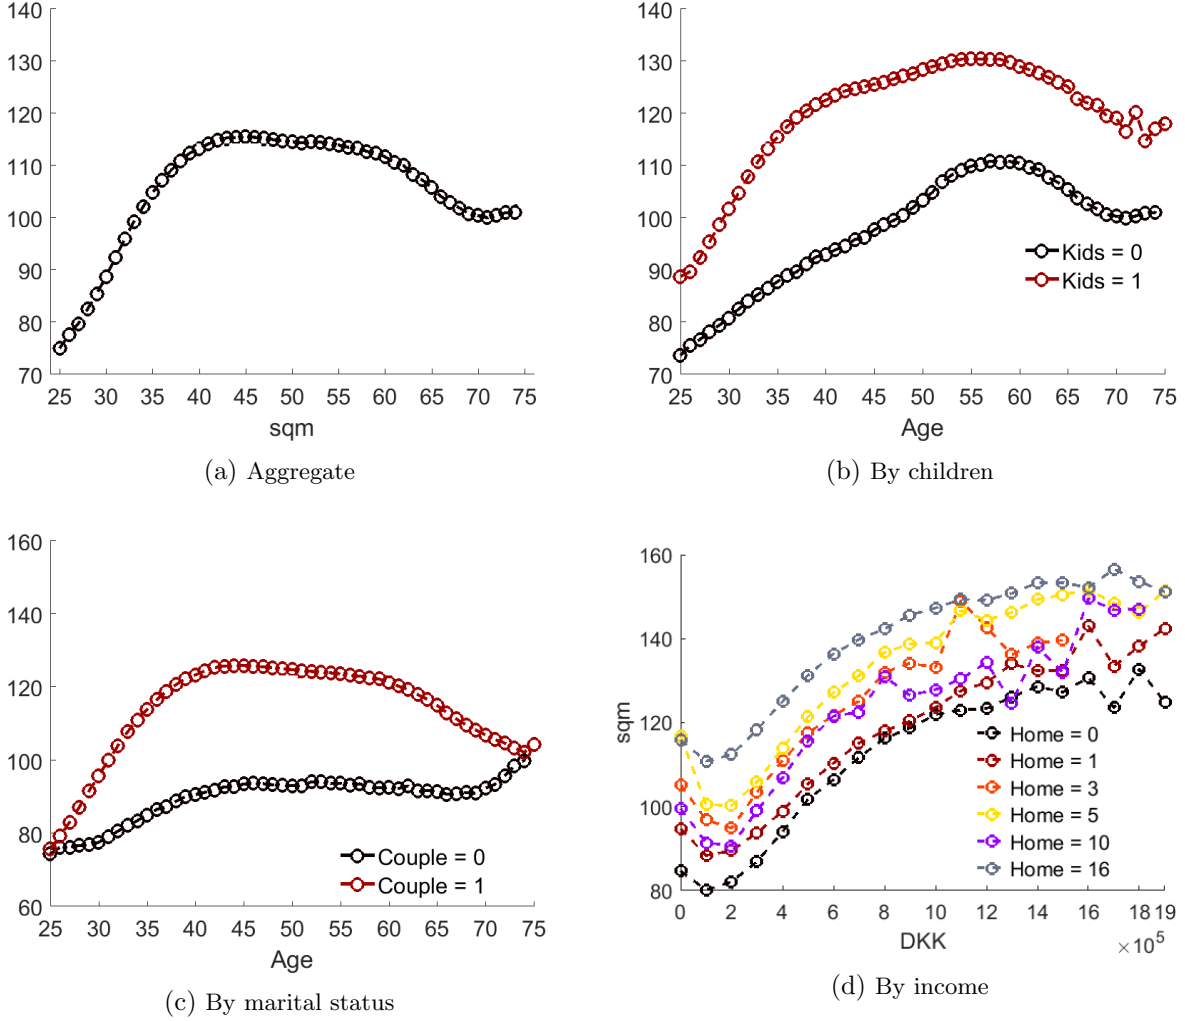 140
130
120
110
100
90
80
70
25 30 35 40 45 50 55 60 65 70 75
sqm
(a) Aggregate
140
130
120
110
100
90
80
70
Kids = 0
Kids = 1
25 30 35 40 45 50 55 60 65 70 75
Age
(b) By children
160
140
120
100
80
60
Couple = 0
Couple = 1
25 30 35 40 45 50 55 60 65 70 75
Age
(c) By marital status
160
140
120
100
80
sqm
Home = 0
Home = 1
Home = 3
Home = 5
Home = 10
Home = 16
0 2 4 6 8 10 12 14 16 18 19
DKK
×10⁵
(d) By income